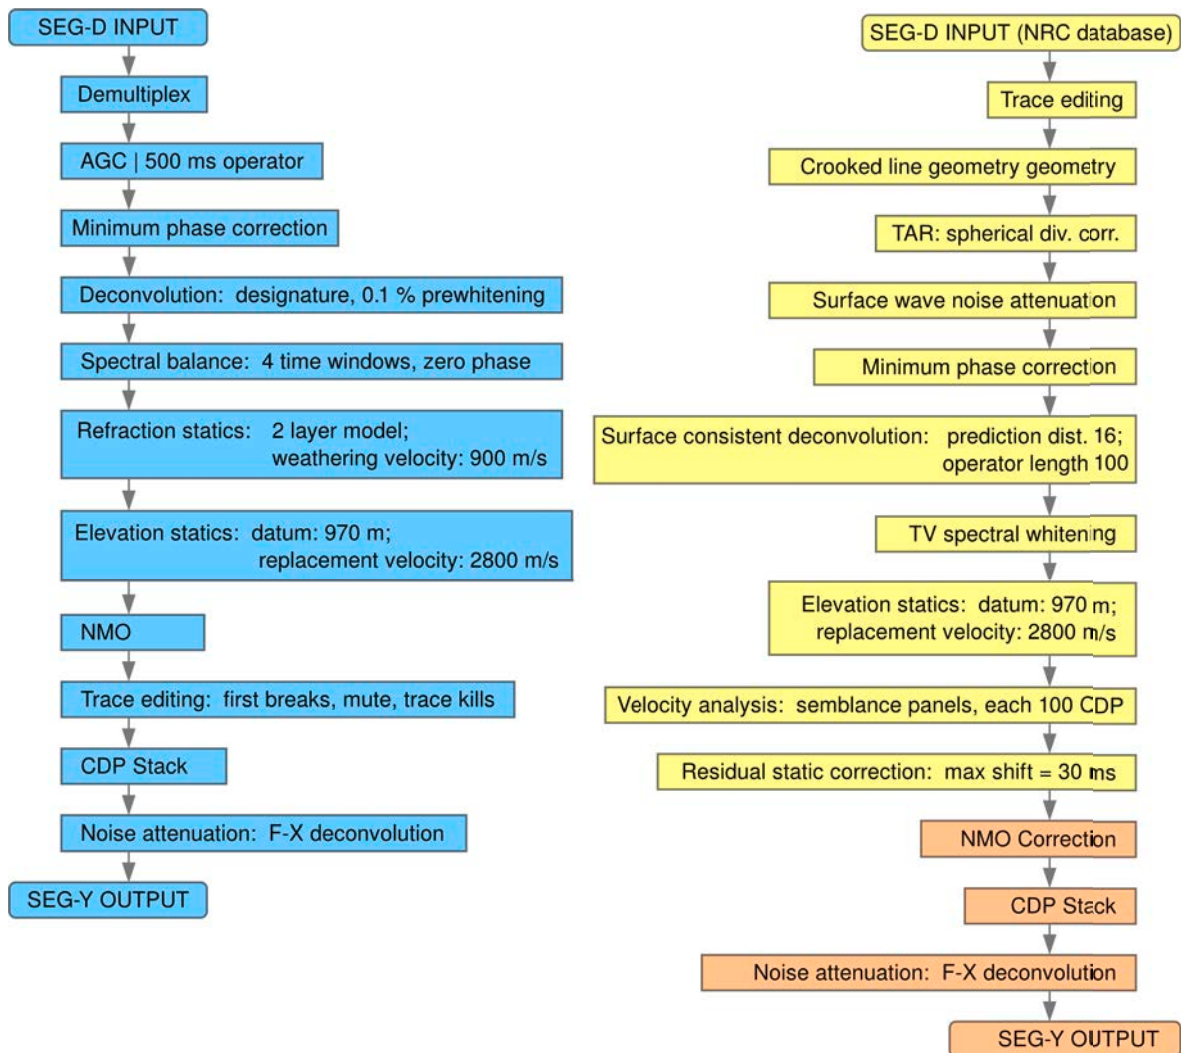 SEG-D INPUT
Demultiplex
AGC | 500 ms operator
Minimum phase correction
Deconvolution: designature, 0.1 % prewhitening
Spectral balance: 4 time windows, zero phase
Refraction statics: 2 layer model;
weathering velocity: 900 m/s
Elevation statics: datum: 970 m;
replacement velocity: 2800 m/s
NMO
Trace editing: first breaks, mute, trace kills
CDP Stack
Noise attenuation: F-X deconvolution
SEG-Y OUTPUT
SEG-D INPUT (NRC database)
Trace editing
Crooked line geometry geometry
TAR: spherical div. corr.
Surface wave noise attenuation
Minimum phase correction
Surface consistent deconvolution: prediction dist. 16;
operator length 100
TV spectral whitening
Elevation statics: datum: 970 m;
replacement velocity: 2800 m/s
Velocity analysis: semblance panels, each 100 CDP
Residual static correction: max shift = 30 ms
NMO Correction
CDP Stack
Noise attenuation: F-X deconvolution
SEG-Y OUTPUT